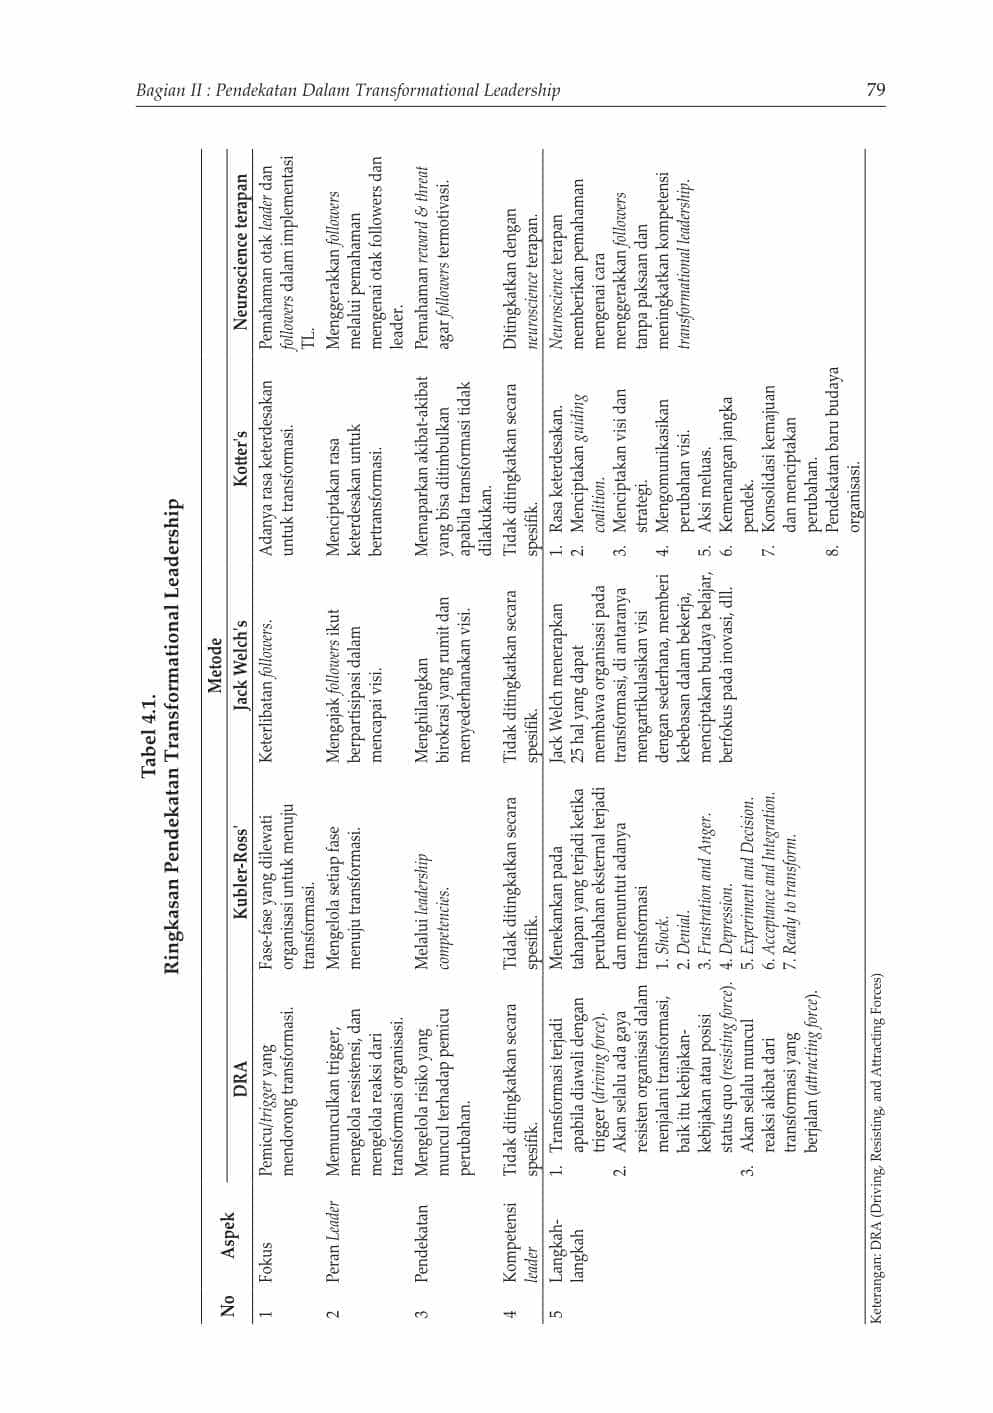 Bagian II : Pendekatan Dalam Transformational Leadership 79
Tabel 4.1.
Ringkasan Pendekatan Transformational Leadership
No
Aspek
Metode
DRA
Kubler-Ross'
Jack Welch's
Kotter's
Neuroscience terapan
1
Fokus
Pemicu/trigger yang
mendorong transformasi.
Fase-fase yang dilewati
organisasi untuk menuju
transformasi.
Keterlibatan followers.
Adanya rasa keterdesakan
untuk transformasi.
Pemahaman otak leader dan
followers dalam implementasi
TL.
2
Peran Leader
Memunculkan trigger,
mengelola resistensi, dan
mengelola reaksi dari
transformasi organisasi.
Mengelola setiap fase
menuju transformasi.
Mengajak followers ikut
berpartisipasi dalam
mencapai visi.
Menciptakan rasa
keterdesakan untuk
bertransformasi.
Menggerakkan followers
melalui pemahaman
mengenai otak followers dan
leader.
3
Pendekatan
Mengelola risiko yang
muncul terhadap pemicu
perubahan.
Melalui leadership
competencies.
Menghilangkan
birokrasi yang rumit dan
menyederhanakan visi.
Memaparkan akibat-akibat
yang bisa ditimbulkan
apabila transformasi tidak
dilakukan.
Pemahaman reward & threat
agar followers termotivasi.
4
Kompetensi
leader
Tidak ditingkatkan secara
spesifik.
Tidak ditingkatkan secara
spesifik.
Tidak ditingkatkan secara
spesifik.
Tidak ditingkatkan secara
spesifik.
Ditingkatkan dengan
neuroscience terapan.
5
Langkah-
langkah
1. Transformasi terjadi
apabila diawali dengan
trigger (driving force).
2. Akan selalu ada gaya
resisten organisasi dalam
menjalani transformasi,
baik itu kebijakan-
kebijakan atau posisi
status quo (resisting force).
3. Akan selalu muncul
reaksi akibat dari
transformasi yang
berjalan (attracting force).
Menekankan pada
tahapan yang terjadi ketika
perubahan eksternal terjadi
dan menuntut adanya
transformasi
1. Shock.
2. Denial.
3. Frustration and Anger.
4. Depression.
5. Experiment and Decision.
6. Acceptance and Integration.
7. Ready to transform.
Jack Welch menerapkan
25 hal yang dapat
membawa organisasi pada
transformasi, di antaranya
mengartikulasikan visi
dengan sederhana, memberi
kebebasan dalam bekerja,
menciptakan budaya belajar,
berfokus pada inovasi, dll.
1. Rasa keterdesakan.
2. Menciptakan guiding
coalition.
3. Menciptakan visi dan
strategi.
4. Mengomunikasikan
perubahan visi.
5. Aksi meluas.
6. Kemenangan jangka
pendek.
7. Konsolidasi kemajuan
dan menciptakan
perubahan.
8. Pendekatan baru budaya
organisasi.
Neuroscience terapan
memberikan pemahaman
mengenai cara
menggerakkan followers
tanpa paksaan dan
meningkatkan kompetensi
transformational leadership.
Keterangan: DRA (Driving, Resisting, and Attracting Forces)